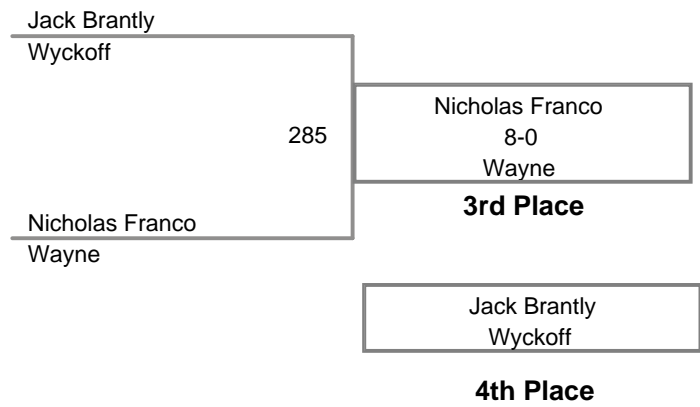 Jack Brantly
Wyckoff
285
Nicholas Franco
8-0
Wayne
3rd Place
Nicholas Franco
Wayne
Jack Brantly
Wyckoff
4th Place